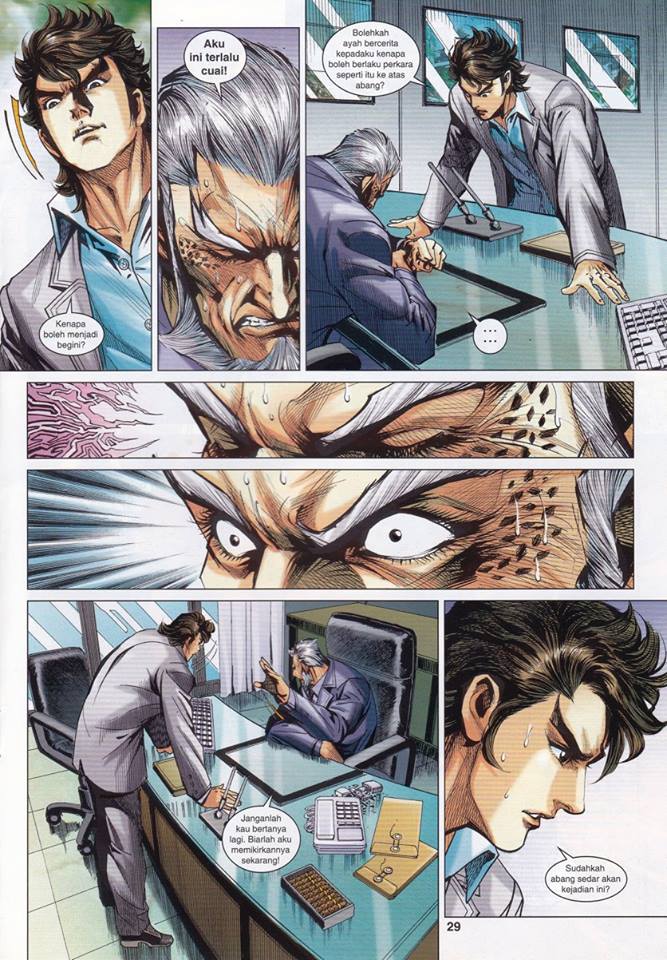 Kenapa
boleh menjadi
begini?
Aku
ini terlalu
cuai!
Bolehkah
ayah bercerita
kepadaku kenapa
boleh berlaku perkara
seperti itu ke atas
abang?
...
Janganlah
kau bertanya
lagi. Biarlah aku
memikirkannya
sekarang!
Sudahkah
abang sedar akan
kejadian ini?
29